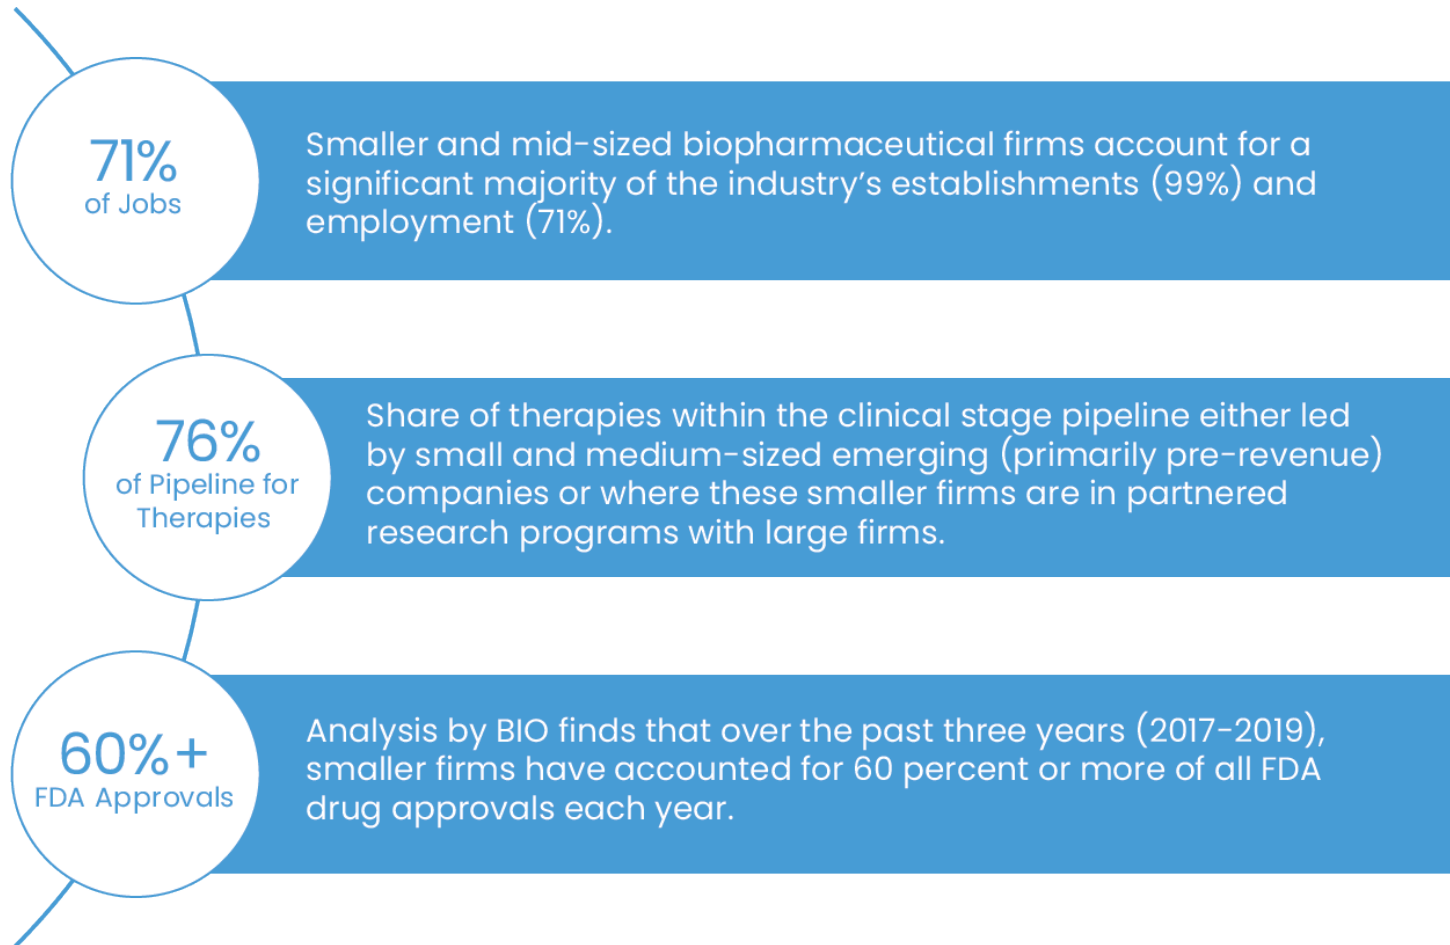 71%
of Jobs
Smaller and mid-sized biopharmaceutical firms account for a
significant majority of the industry’s establishments (99%) and
employment (71%).
76%
of Pipeline for
Therapies
Share of therapies within the clinical stage pipeline either led
by small and medium-sized emerging (primarily pre-revenue)
companies or where these smaller firms are in partnered
research programs with large firms.
60%+
FDA Approvals
Analysis by BIO finds that over the past three years (2017-2019),
smaller firms have accounted for 60 percent or more of all FDA
drug approvals each year.